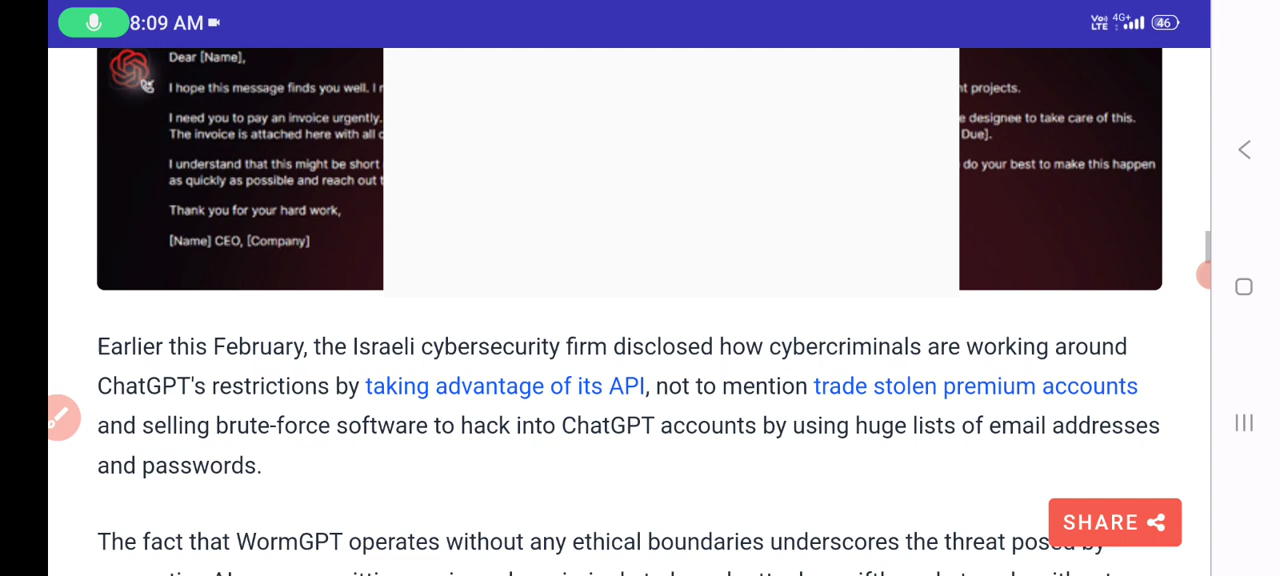 8:09 AM
Vo) LTE 4G+ 46
Dear [Name],
I hope this message finds you well. I
nt projects.
I need you to pay an invoice urgently.
e designee to take care of this.
The invoice is attached here with all
Due].
I understand that this might be short
do your best to make this happen
as quickly as possible and reach out
Thank you for your hard work,
[Name] CEO, [Company]
Earlier this February, the Israeli cybersecurity firm disclosed how cybercriminals are working around
ChatGPT's restrictions by taking advantage of its API, not to mention trade stolen premium accounts
and selling brute-force software to hack into ChatGPT accounts by using huge lists of email addresses
and passwords.
SHARE
The fact that WormGPT operates without any ethical boundaries underscores the threat posed by